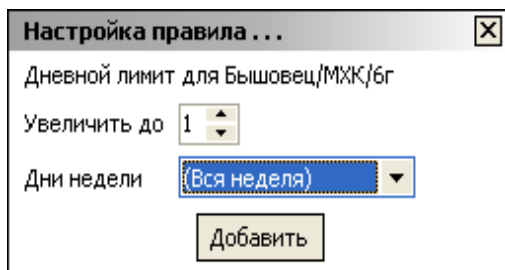 Настройка правила . . .
Дневной лимит для Бышовец/МХК/6г
Увеличить до 1
Дни недели (Вся неделя)
Добавить